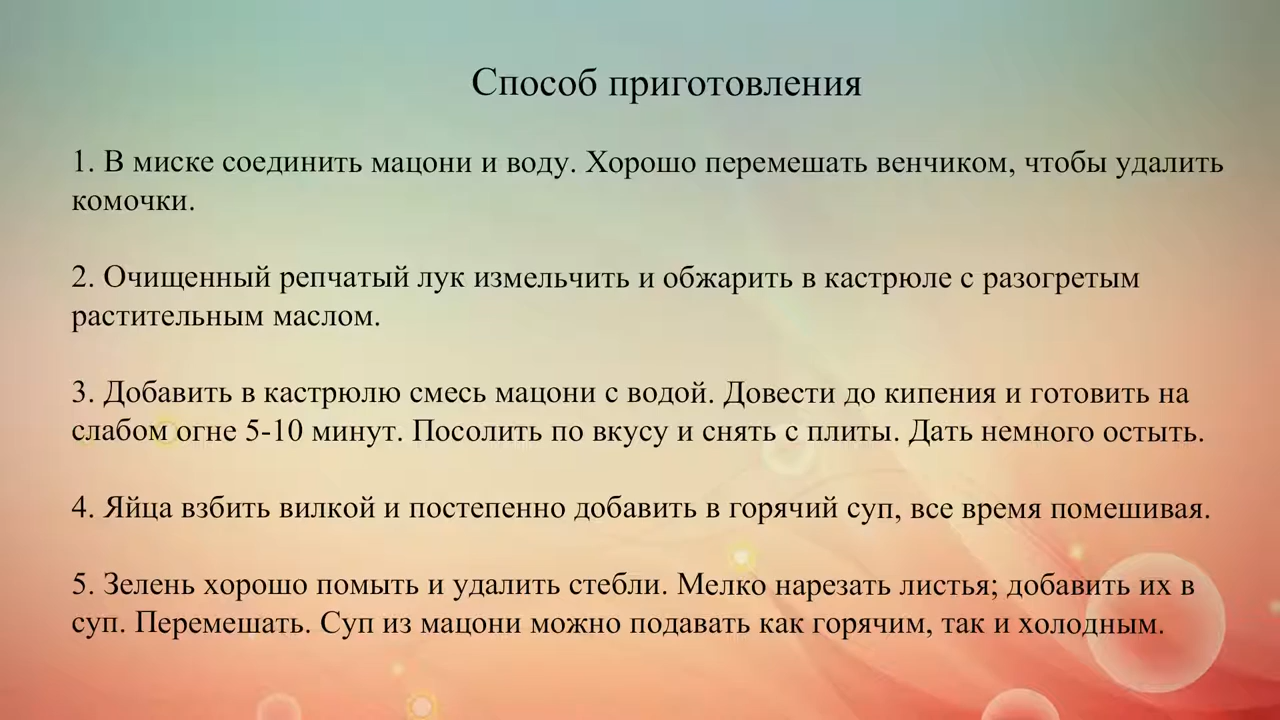 Способ приготовления
1. В миске соединить мацони и воду. Хорошо перемешать венчиком, чтобы удалить
комочки.
2. Очищенный репчатый лук измельчить и обжарить в кастрюле с разогретым
растительным маслом.
3. Добавить в кастрюлю смесь мацони с водой. Довести до кипения и готовить на
слабом огне 5-10 минут. Посолить по вкусу и снять с плиты. Дать немного остыть.
4. Яйца взбить вилкой и постепенно добавить в горячий суп, все время помешивая.
5. Зелень хорошо помыть и удалить стебли. Мелко нарезать листья; добавить их в
суп. Перемешать. Суп из мацони можно подавать как горячим, так и холодным.